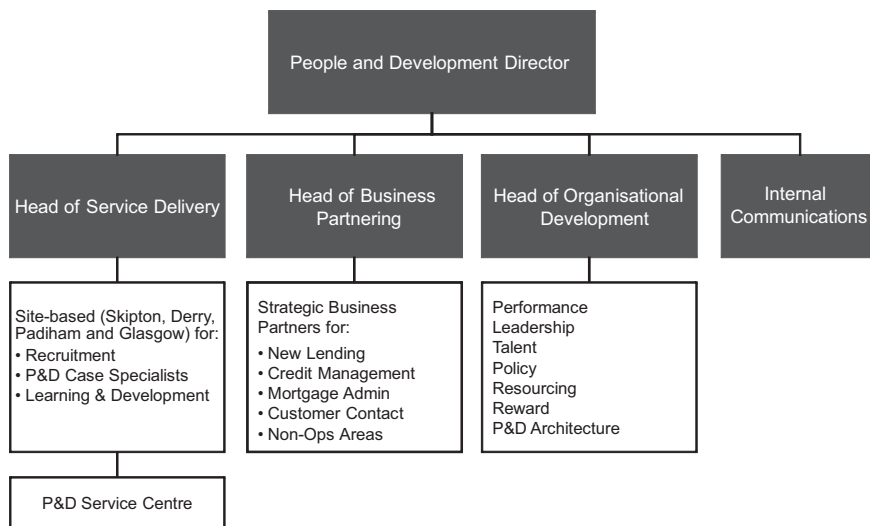 People and Development Director
Head of Service Delivery
Head of Business
Partnering
Head of Organisational
Development
Internal
Communications
Site-based (Skipton, Derry,
Padiham and Glasgow) for:
• Recruitment
• P&D Case Specialists
• Learning & Development
Strategic Business
Partners for:
• New Lending
• Credit Management
• Mortgage Admin
• Customer Contact
• Non-Ops Areas
Performance
Leadership
Talent
Policy
Resourcing
Reward
P&D Architecture
P&D Service Centre